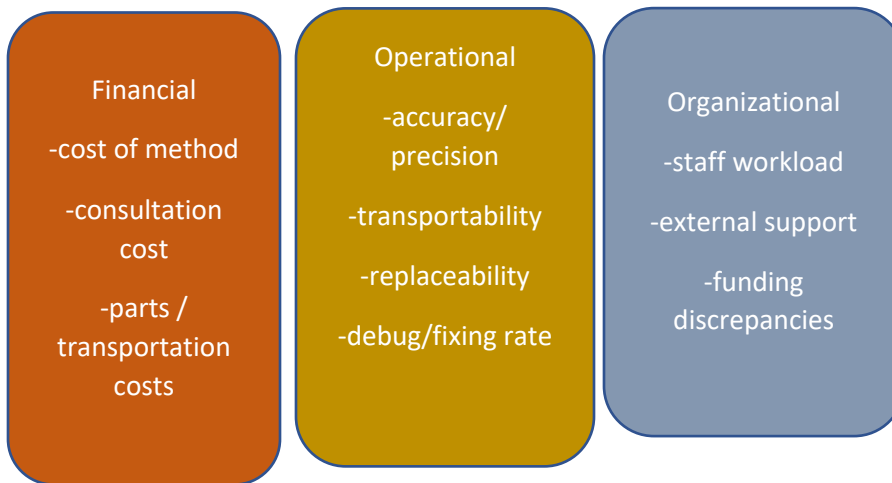 Financial
-cost of method
-consultation
cost
-parts /
transportation
costs
Operational
-accuracy/
precision
-transportability
-replaceability
-debug/fixing rate
Organizational
-staff workload
-external support
-funding
discrepancies